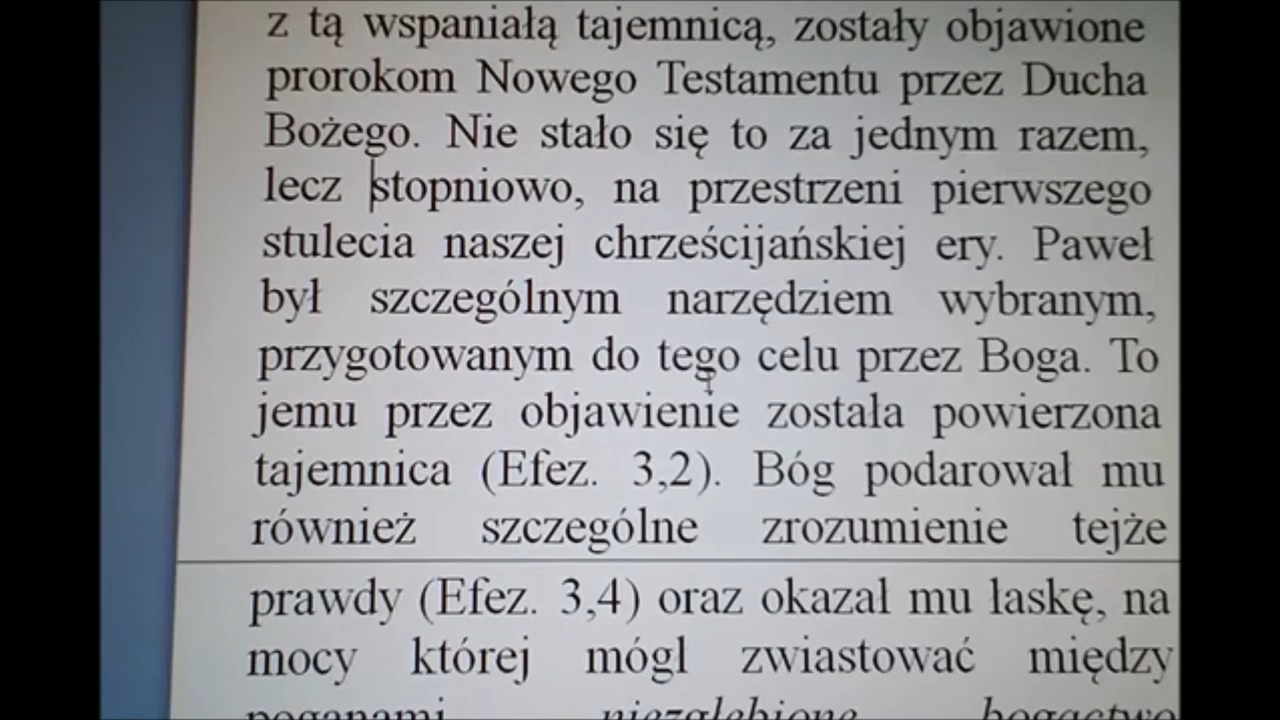 z tą wspaniałą tajemnicą, zostały objawione
prorokom Nowego Testamentu przez Ducha
Bożego. Nie stało się to za jednym razem,
lecz stopniowo, na przestrzeni pierwszego
stulecia naszej chrześcijańskiej ery. Paweł
był szczególnym narzędziem wybranym,
przygotowanym do tego celu przez Boga. To
jemu przez objawienie została powierzona
tajemnica (Efez. 3,2). Bóg podarował mu
również szczególne zrozumienie tejże
prawdy (Efez. 3,4) oraz okazał mu łaskę, na
mocy której mógł zwiastować między
poganami niezgłębione bogactwo